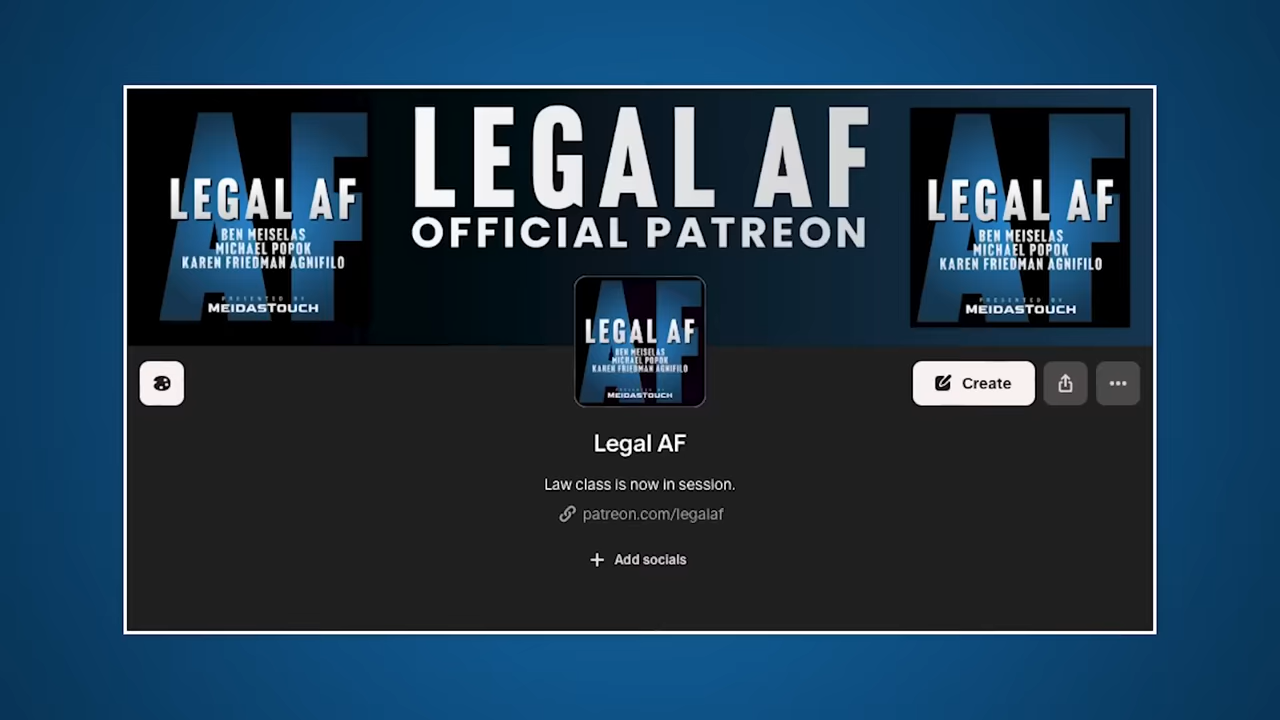 LEGAL AF
BEN MEISELAS
MICHAEL POPOK
KAREN FRIEDMAN AGNIFILO
PRESENTED BY
MEIDASTOUCH
LEGAL AF
OFFICIAL PATREON
LEGAL AF
BEN MEISELAS
MICHAEL POPOK
KAREN FRIEDMAN AGNIFILO
PRESENTED BY
MEIDASTOUCH
AF
LEGAL AF
BEN MEISELAS
MICHAEL POPOK
KAREN FRIEDMAN AGNIFILO
MEIDASTOUCH
Create
Legal AF
Law class is now in session.
patreon.com/legalaf
Add socials